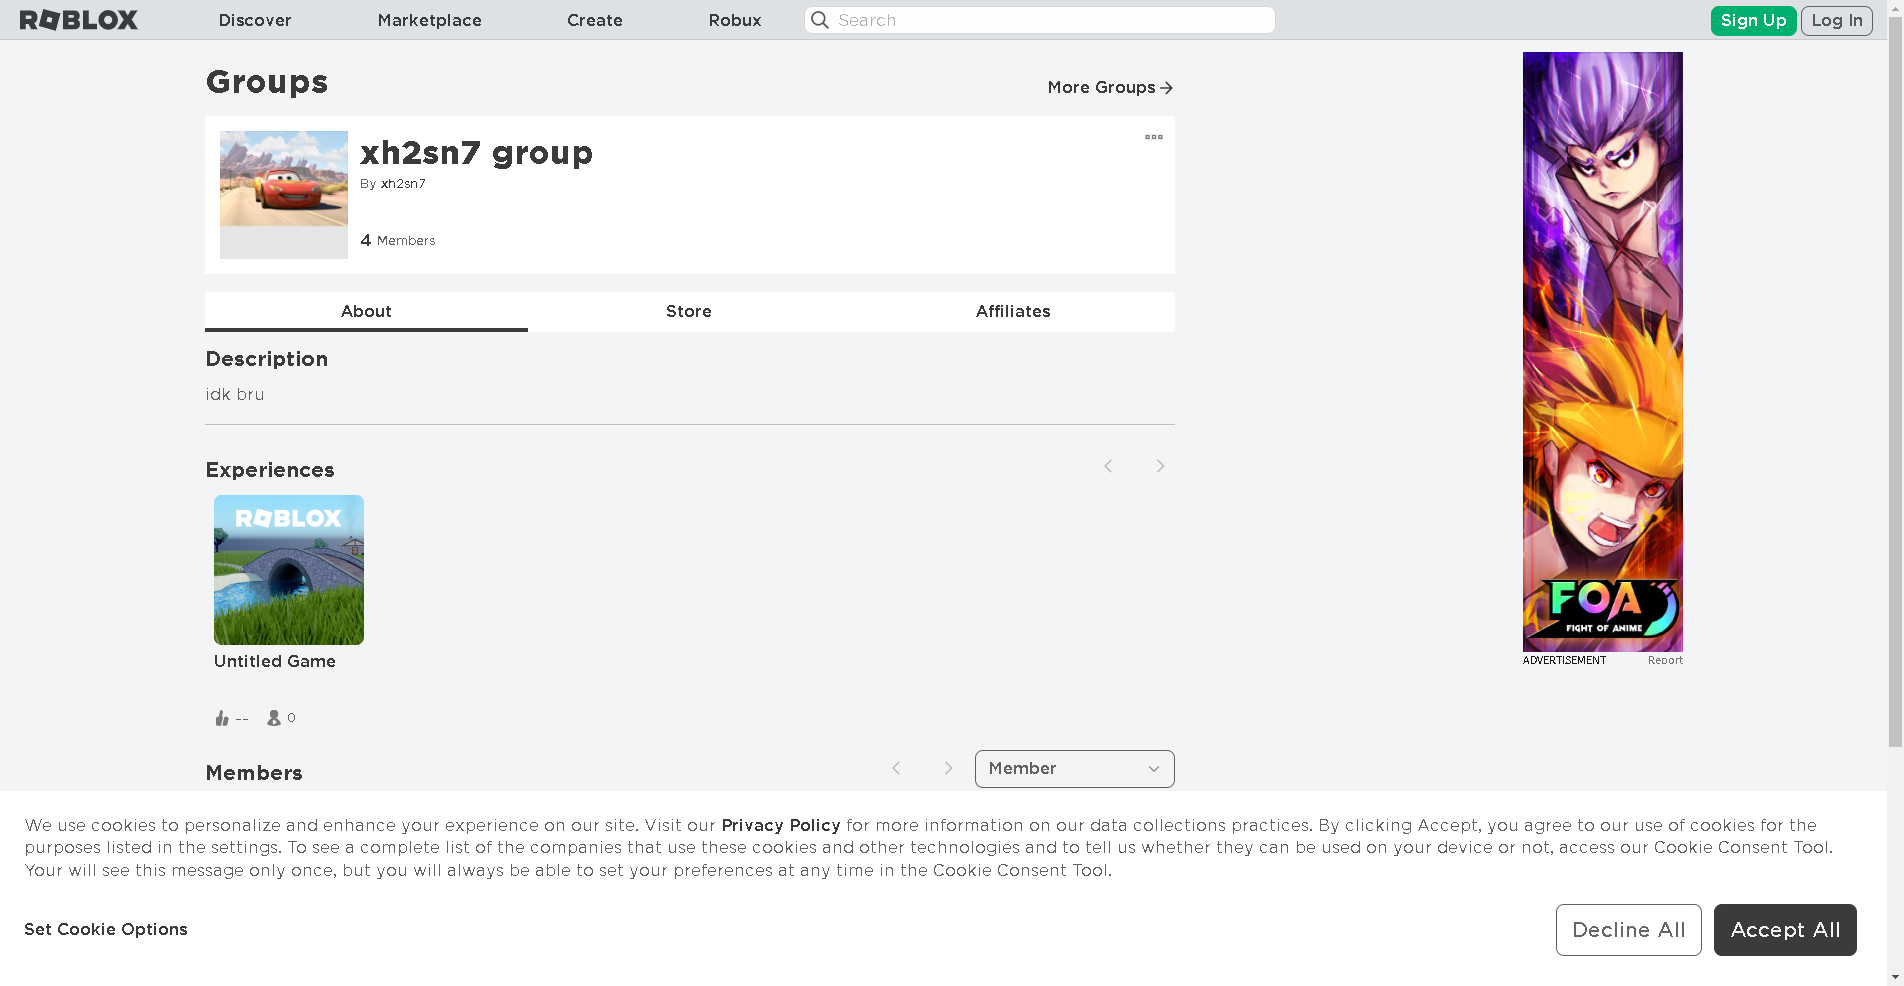 ROBLOX
Discover
Marketplace
Create
Robux
Search
Sign Up
Log In
Groups
More Groups
xh2sn7 group
By xh2sn7
4 Members
About
Store
Affiliates
Description
idk bru
Experiences
ROBLOX
Untitled Game
--
0
FOA
FIGHT OF ANIME
ADVERTISEMENT
Report
Members
Member
We use cookies to personalize and enhance your experience on our site. Visit our Privacy Policy for more information on our data collections practices. By clicking Accept, you agree to our use of cookies for the
purposes listed in the settings. To see a complete list of the companies that use these cookies and other technologies and to tell us whether they can be used on your device or not, access our Cookie Consent Tool.
Your will see this message only once, but you will always be able to set your preferences at any time in the Cookie Consent Tool.
Set Cookie Options
Decline All
Accept All